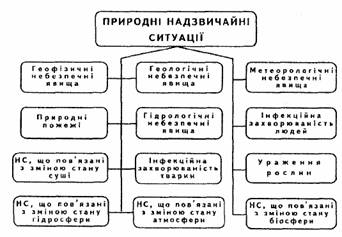 ПРИРОДНІ НАДЗВИЧАЙНІ
СИТУАЦІЇ
Геофізичні
небезпечні
явища
Геологічні
небезпечні
явища
Метеорологічні
небезпечні
явища
Природні
пожежі
Гідрологічні
небезпечні
явища
Інфекційна
захворюваність
людей
НС, що пов'язані
з зміною стану
суші
Інфекційна
захворюваність
тварин
Ураження
рослин
НС, що пов'язані
з зміною стану
гідросфери
НС, що пов'язані
з зміною стану
атмосфери
НС, що пов'язані
з зміною стану
біосфери